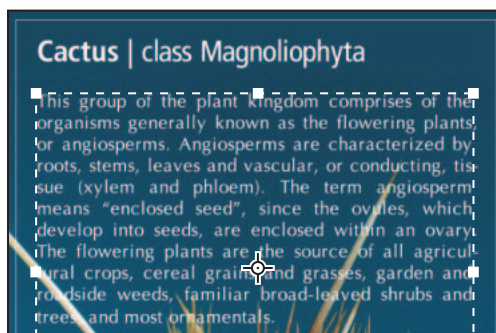 Cactus | class Magnoliophyta
This group of the plant kingdom comprises of the
organisms generally known as the flowering plants,
or angiosperms. Angiosperms are characterized by
roots, stems, leaves and vascular, or conducting, tis-
sue (xylem and phloem). The term angiosperm
means “enclosed seed”, since the ovules, which
develop into seeds, are enclosed within an ovary.
The flowering plants are the source of all agricul-
tural crops, cereal grains and grasses, garden and
roadside weeds, familiar broad-leaved shrubs and
trees, and most ornamentals.